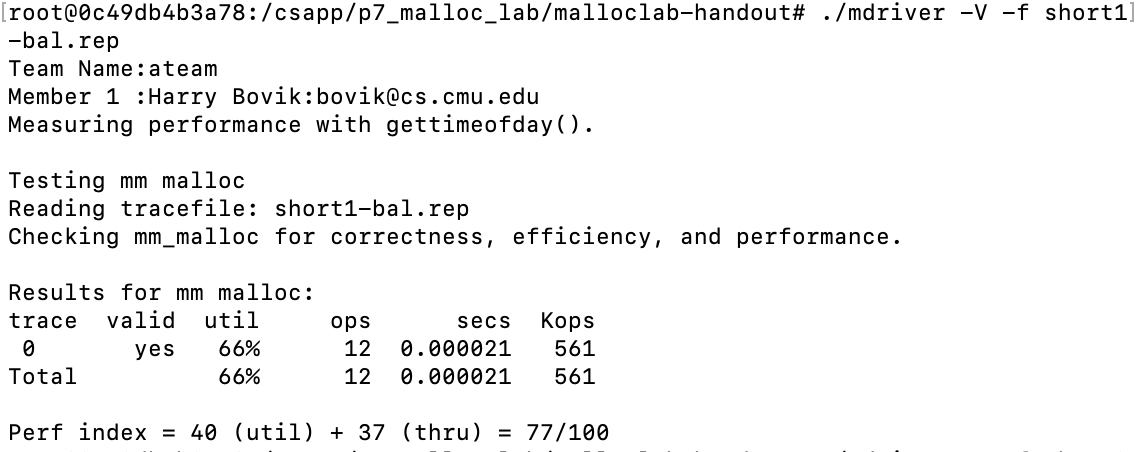 [root@0c49db4b3a78:/csapp/p7_malloc_lab/malloclab-handout# ./mdriver -V -f short1]
-bal.rep
Team Name:ateam
Member 1 :Harry Bovik:bovik@cs.cmu.edu
Measuring performance with gettimeofday().

Testing mm malloc
Reading tracefile: short1-bal.rep
Checking mm_malloc for correctness, efficiency, and performance.

Results for mm malloc:
trace  valid  util     ops      secs  Kops
 0       yes   66%      12  0.000021   561
Total          66%      12  0.000021   561

Perf index = 40 (util) + 37 (thru) = 77/100